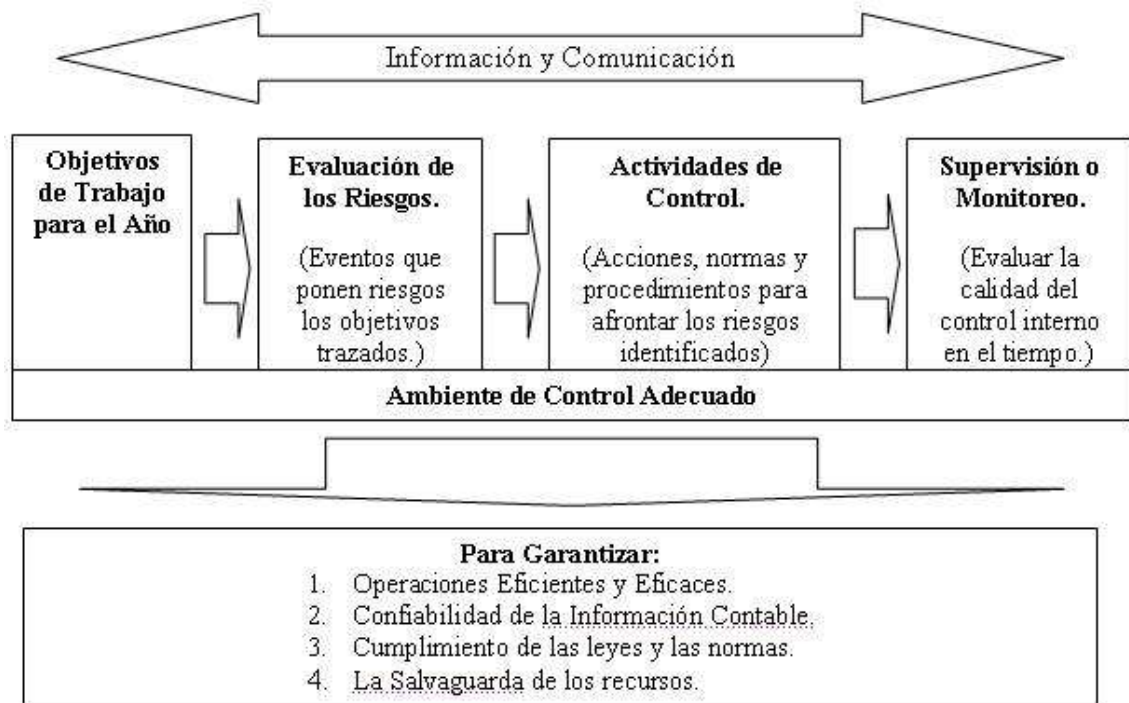 Información y Comunicación
Objetivos
de Trabajo
para el Año
Evaluación de
los Riesgos.
(Eventos que
ponen riesgos
los objetivos
trazados.)
Actividades de
Control.
(Acciones, normas y
procedimientos para
afrontar los riesgos
identificados)
Supervisión o
Monitoreo.
(Evaluar la
calidad del
control interno
en el tiempo.)
Ambiente de Control Adecuado
Para Garantizar:
1. Operaciones Eficientes y Eficaces.
2. Confiabilidad de la Información Contable.
3. Cumplimiento de las leyes y las normas.
4. La Salvaguarda de los recursos.